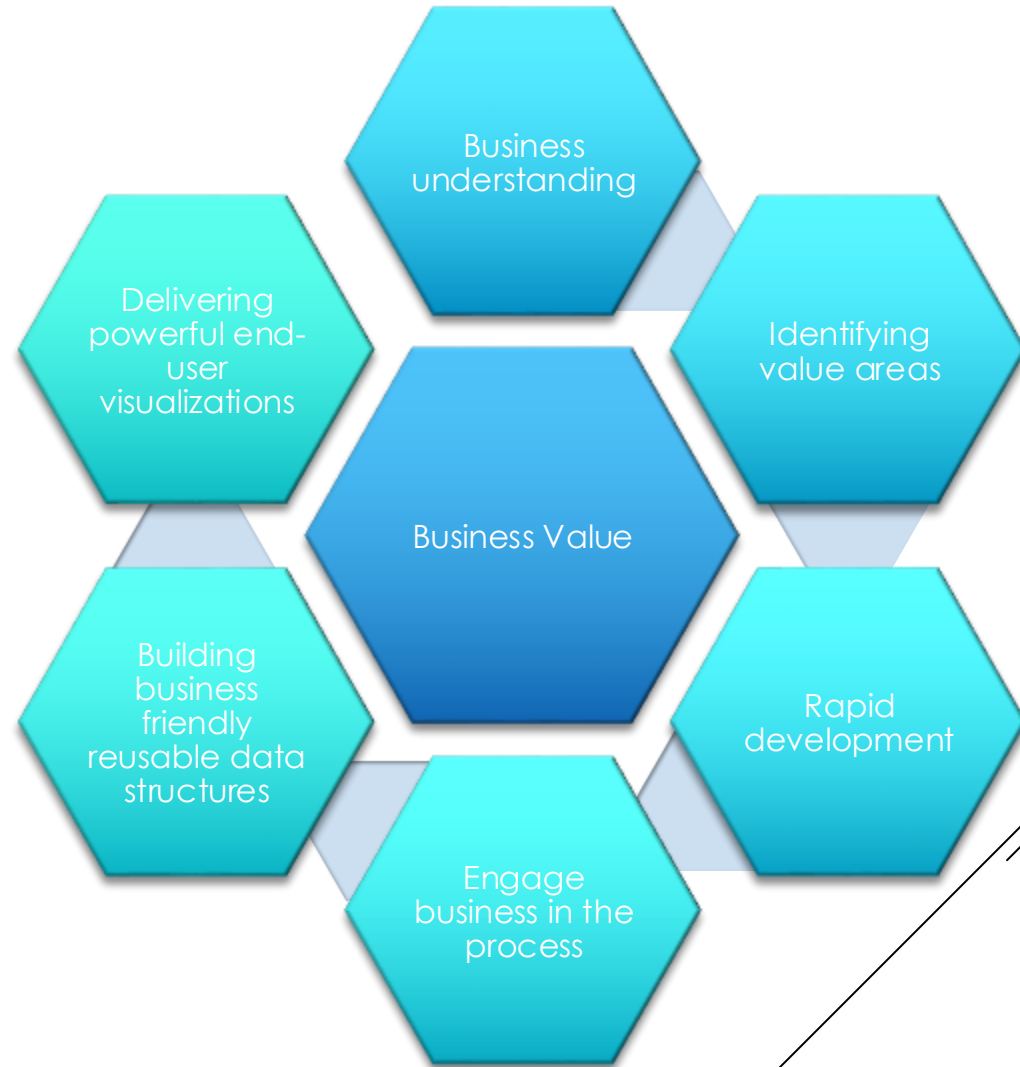 Business
understanding
Identifying
value areas
Rapid
development
Engage
business in the
process
Building
business
friendly
reusable data
structures
Delivering
powerful end-
user
visualizations
Business Value